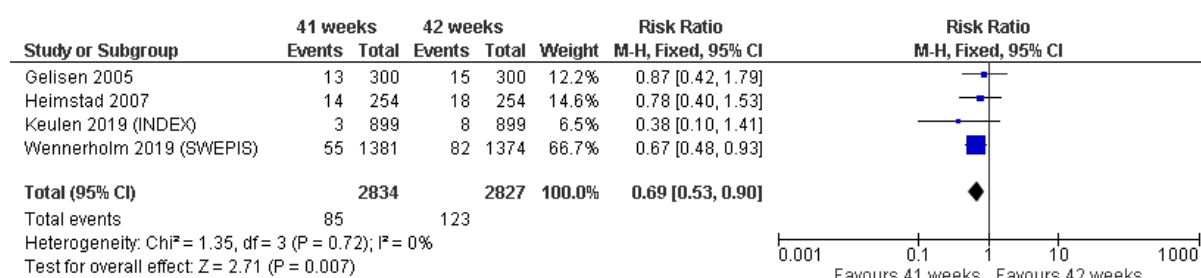 41 weeks 42 weeks Risk Ratio Risk Ratio
Study or Subgroup Events Total Events Total Weight M-H, Fixed, 95% CI M-H, Fixed, 95% CI
Gelisen 2005 13 300 15 300 12.2% 0.87 [0.42, 1.79]
Heimstad 2007 14 254 18 254 14.6% 0.78 [0.40, 1.53]
Keulen 2019 (INDEX) 3 899 8 899 6.5% 0.38 [0.10, 1.41]
Wennerholm 2019 (SWEPIS) 55 1381 82 1374 66.7% 0.67 [0.48, 0.93]
Total (95% CI) 2834 2827 100.0% 0.69 [0.53, 0.90]
Total events 85 123
Heterogeneity: Chi² = 1.35, df = 3 (P = 0.72); I² = 0%
Test for overall effect: Z = 2.71 (P = 0.007)
0.001 0.1 1 10 1000
Favours 41 weeks Favours 42 weeks